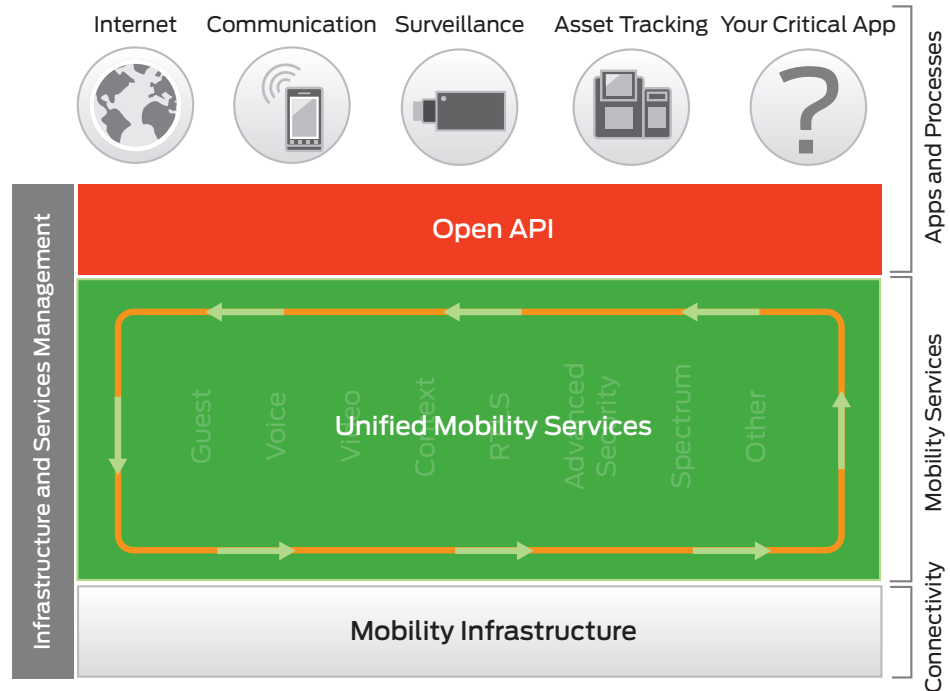 Internet
Communication
Surveillance
Asset Tracking
Your Critical App
Apps and Processes
Infrastructure and Services Management
Open API
Guest
Voice
Video
Context
RTLS
Advanced
Security
Spectrum
Other
Unified Mobility Services
Mobility Services
Mobility Infrastructure
Connectivity